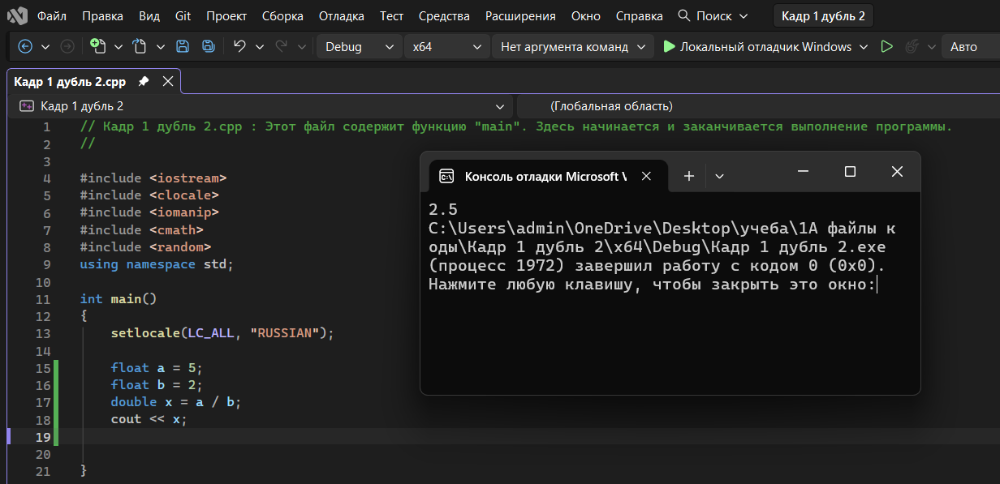 Файл Правка Вид Git Проект Сборка Отладка Тест Средства Расширения Окно Справка Поиск Кадр 1 дубль 2
Debug x64 Нет аргумента команд Локальный отладчик Windows Авто
Кадр 1 дубль 2.cpp
Кадр 1 дубль 2 (Глобальная область)
1 // Кадр 1 дубль 2.cpp : Этот файл содержит функцию "main". Здесь начинается и заканчивается выполнение программы.
2 //
3
4 #include <iostream>
5 #include <clocale>
6 #include <iomanip>
7 #include <cmath>
8 #include <random>
9 using namespace std;
10
11 int main()
12 {
13 setlocale(LC_ALL, "RUSSIAN");
14
15 float a = 5;
16 float b = 2;
17 double x = a / b;
18 cout << x;
19
20
21 }
Консоль отладки Microsoft \
2.5
C:\Users\admin\OneDrive\Desktop\учеба\1А файлы к
оды\Кадр 1 дубль 2\x64\Debug\Кадр 1 дубль 2.exe
(процесс 1972) завершил работу с кодом 0 (0x0).
Нажмите любую клавишу, чтобы закрыть это окно: